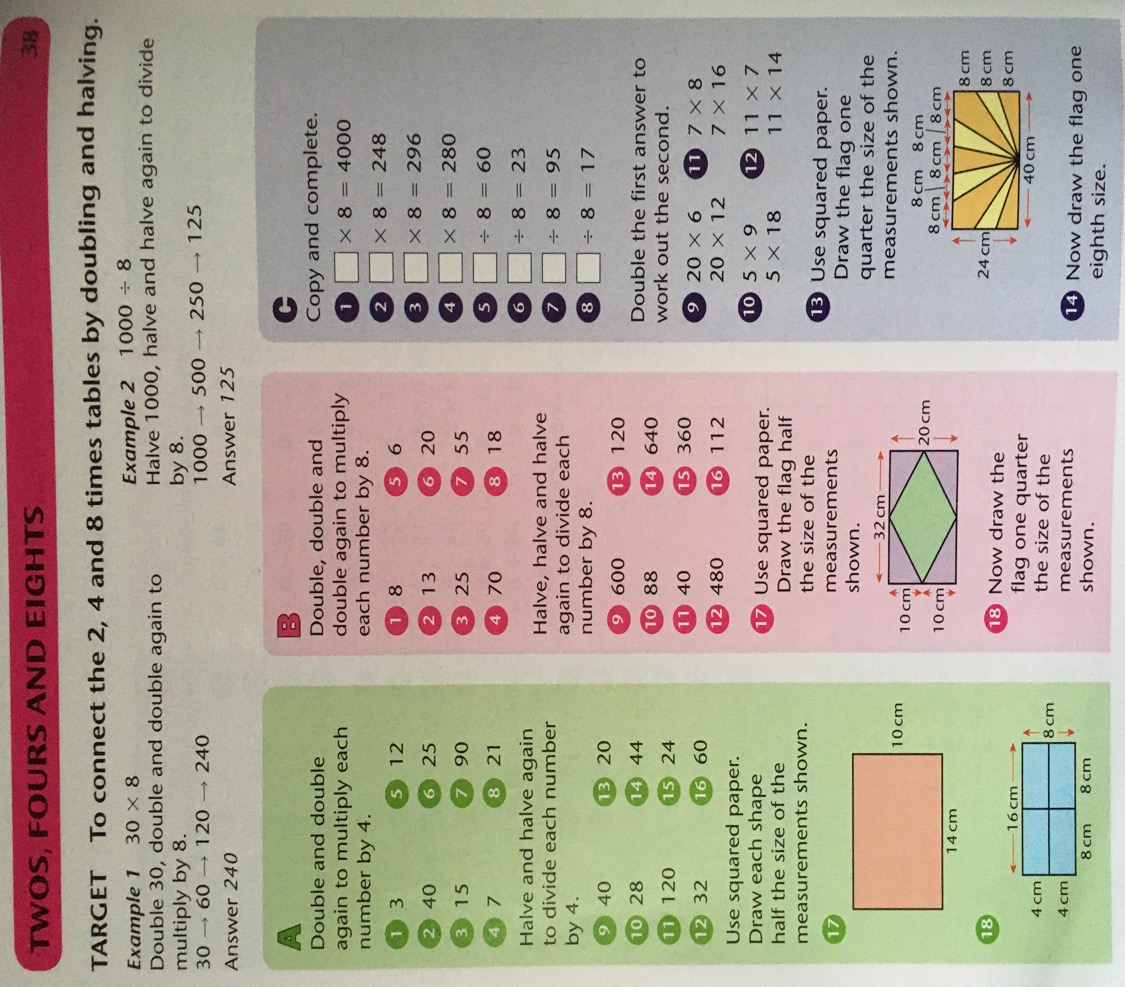 TWOS, FOURS AND EIGHTS 38
TARGET To connect the 2, 4 and 8 times tables by doubling and halving.
Example 1 30 × 8
Double 30, double and double again to
multiply by 8.
30 → 60 → 120 → 240
Answer 240
Example 2 1000 ÷ 8
Halve 1000, halve and halve again to divide
by 8.
1000 → 500 → 250 → 125
Answer 125
A
Double and double
again to multiply each
number by 4.
1 3 5 12
2 40 6 25
3 15 7 90
4 7 8 21
Halve and halve again
to divide each number
by 4.
9 40 13 20
10 28 14 44
11 120 15 24
12 32 16 60
Use squared paper.
Draw each shape
half the size of the
measurements shown.
17
10 cm
14 cm
18
16 cm
4 cm
4 cm
8 cm
8 cm 8 cm
B
Double, double and
double again to multiply
each number by 8.
1 8 5 6
2 13 6 20
3 25 7 55
4 70 8 18
Halve, halve and halve
again to divide each
number by 8.
9 600 13 120
10 88 14 640
11 40 15 360
12 480 16 112
17 Use squared paper.
Draw the flag half
the size of the
measurements
shown.
32 cm
10 cm
10 cm
20 cm
18 Now draw the
flag one quarter
the size of the
measurements
shown.
C
Copy and complete.
1 × 8 = 4000
2 × 8 = 248
3 × 8 = 296
4 × 8 = 280
5 ÷ 8 = 60
6 ÷ 8 = 23
7 ÷ 8 = 95
8 ÷ 8 = 17
Double the first answer to
work out the second.
9 20 × 6 11 7 × 8
20 × 12 7 × 16
10 5 × 9 12 11 × 7
5 × 18 11 × 14
13 Use squared paper.
Draw the flag one
quarter the size of the
measurements shown.
8 cm 8 cm
8 cm 8 cm 8 cm
24 cm
8 cm
8 cm
8 cm
40 cm
14 Now draw the flag one
eighth size.